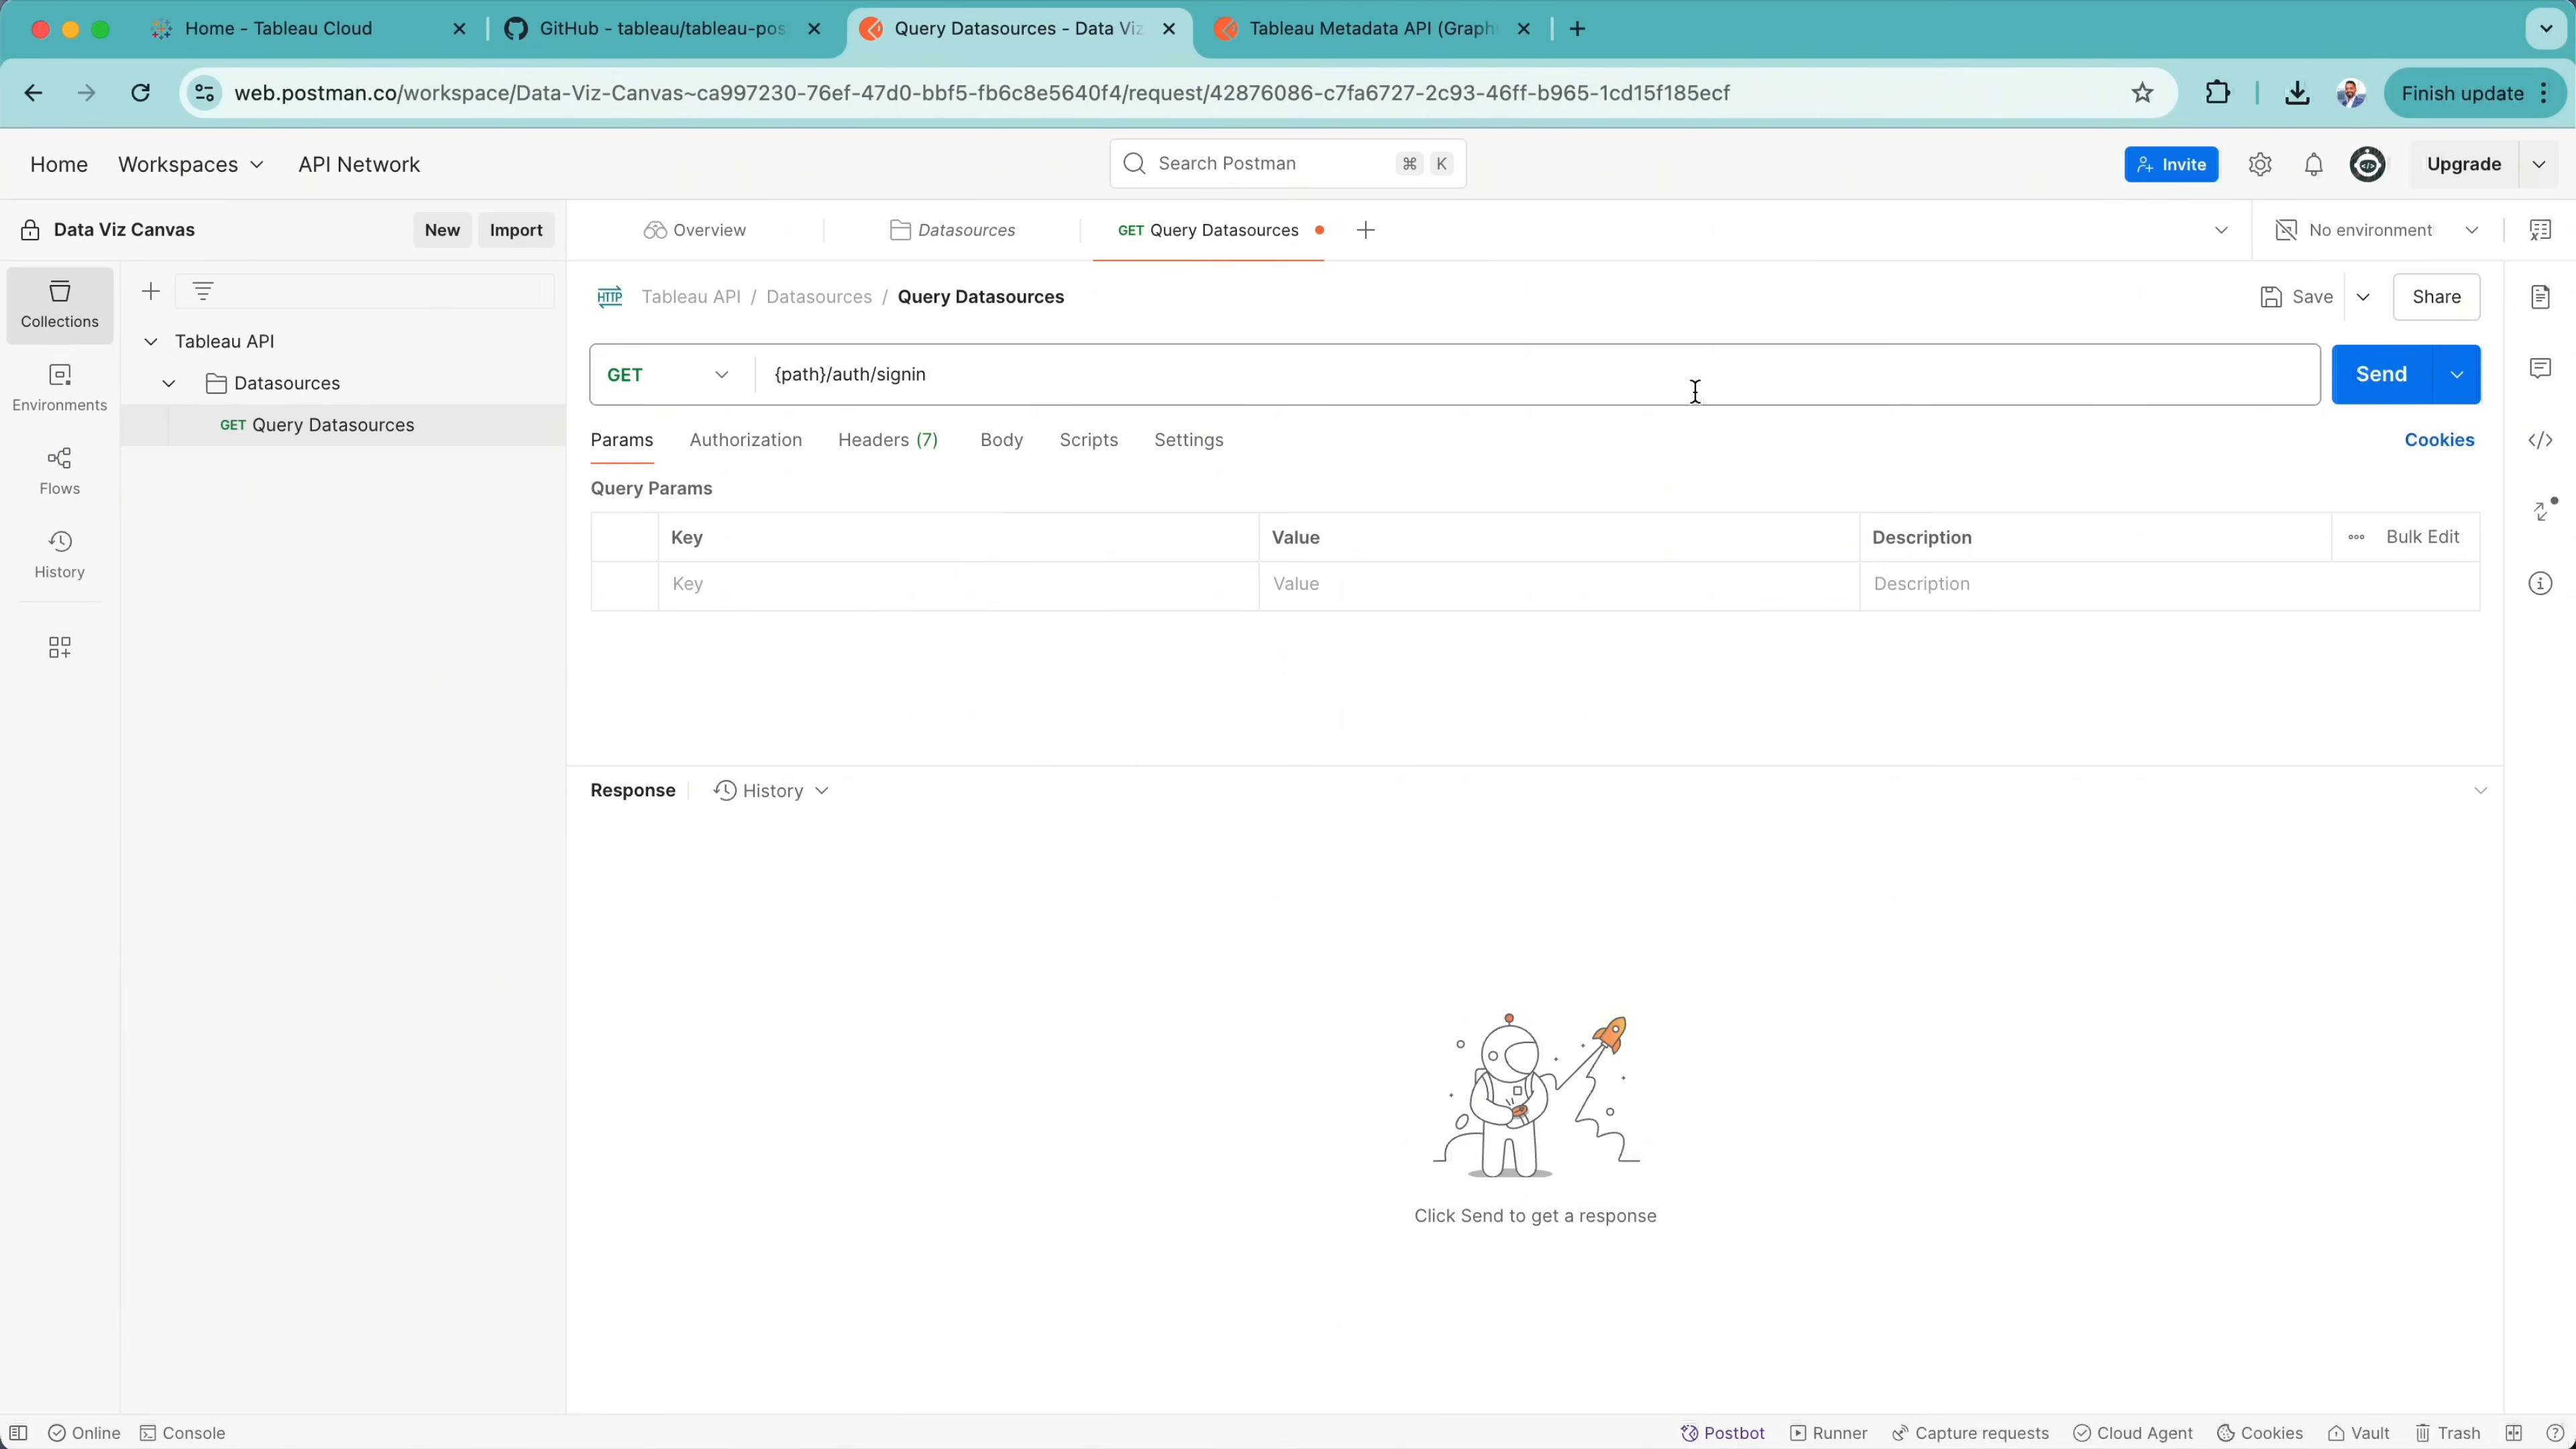 Home - Tableau Cloud
GitHub - tableau/tableau-pos
Query Datasources - Data Viz
Tableau Metadata API (Graph
web.postman.co/workspace/Data-Viz-Canvas~ca997230-76ef-47d0-bbf5-fb6c8e5640f4/request/42876086-c7fa6727-2c93-46ff-b965-1cd15f185ecf
Finish update
Home
Workspaces
API Network
Search Postman
⌘ K
Invite
Upgrade
Data Viz Canvas
New
Import
Overview
Datasources
GET Query Datasources
No environment
Collections
Environments
Flows
History
Tableau API
Datasources
GET Query Datasources
HTTP Tableau API / Datasources / Query Datasources
Save
Share
GET
{path}/auth/signin
Send
Params
Authorization
Headers (7)
Body
Scripts
Settings
Cookies
Query Params
Key
Value
Description
Bulk Edit
Key
Value
Description
Response
History
Click Send to get a response
Online
Console
Postbot
Runner
Capture requests
Cloud Agent
Cookies
Vault
Trash